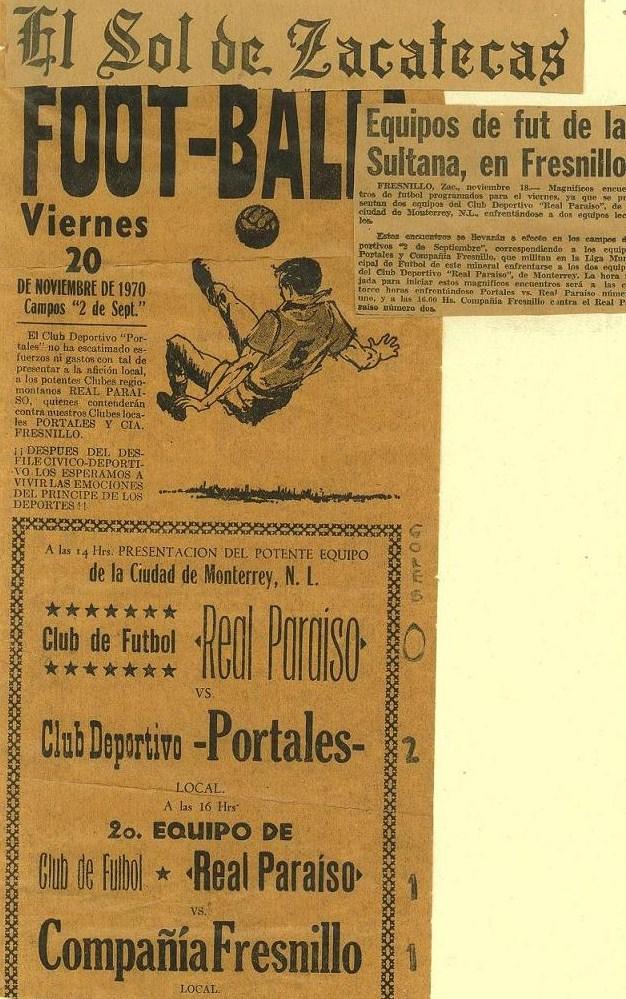 El Sol de Zacatecas
FOOT-BALL
Viernes
20
DE NOVIEMBRE DE 1970
Campos "2 de Sept."
El Club Deportivo "Por-
tales" no ha escatimado es-
fuerzos ni gastos con tal de
presentar a la afición local,
a los potentes Clubes regio-
montanos REAL PARAI-
SO, quienes contenderán
contra nuestros Clubes loca-
les PORTALES Y CIA.
FRESNILLO.
¡¡DESPUES DEL DES-
FILE CIVICO-DEPORTI-
VO LOS ESPERAMOS A
VIVIR LAS EMOCIONES
DEL PRINCIPE DE LOS
DEPORTES!!
Equipos de fut de la
Sultana, en Fresnillo
FRESNILLO, Zac., noviembre 18.— Magníficos encue
tros de futbol programados para el viernes, ya que se pr
sentan dos equipos del Club Deportivo "Real Paraíso", de
ciudad de Monterrey, N.L., enfrentándose a dos equipos loc
les.
Estos encuentros se llevarán a efecto en los campos d
portivos "2 de Septiembre", correspondiendo a los equip
Portales y Compañía Fresnillo, que militan en la Liga Mun
cipal de Futbol de este mineral enfrentarse a los dos equip
del Club Deportivo "Real Paraíso", de Monterrey. La hora
jada para iniciar estos magníficos encuentros será a las c
torce horas enfrentándose Portales vs. Real Paraíso núme
uno, y a las 16.00 Hs. Compañía Fresnillo contra el Real P
raíso número dos.
A las 14 Hrs. PRESENTACION DEL POTENTE EQUIPO
de la Ciudad de Monterrey, N. L.
GOLES
Club de Futbol «Real Paraíso» 0
VS.
Club Deportivo -Portales- 2
LOCAL.
A las 16 Hrs
2o. EQUIPO DE
Club de Futbol ★ «Real Paraíso» 1
VS.
Compañía Fresnillo 1
LOCAL.